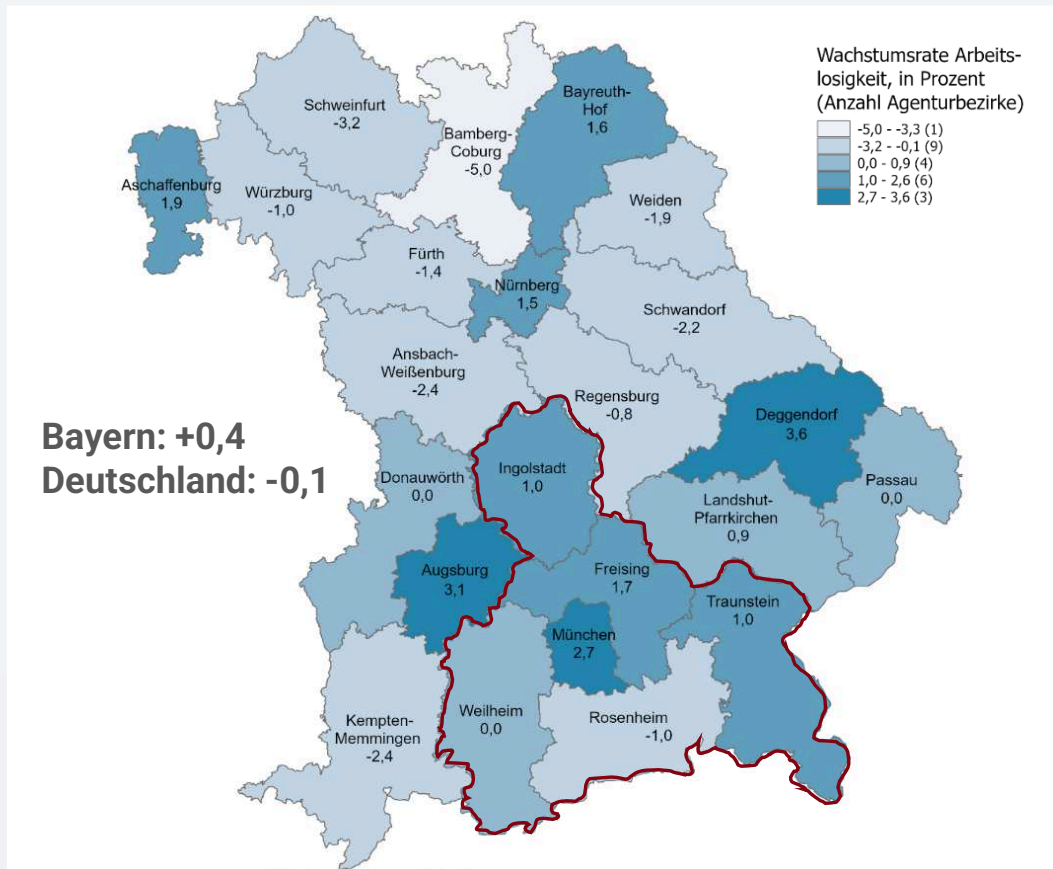 Wachstumsrate Arbeits-
losigkeit, in Prozent
(Anzahl Agenturbezirke)
-5,0 - -3,3 (1)
-3,2 - -0,1 (9)
0,0 - 0,9 (4)
1,0 - 2,6 (6)
2,7 - 3,6 (3)
Schweinfurt
-3,2
Bayreuth-
Hof
1,6
Bamberg-
Coburg
-5,0
Aschaffenburg
1,9
Würzburg
-1,0
Weiden
-1,9
Fürth
-1,4
Nürnberg
1,5
Schwandorf
-2,2
Ansbach-
Weißenburg
-2,4
Regensburg
-0,8
Deggendorf
3,6
Bayern: +0,4
Deutschland: -0,1
Donauwörth
0,0
Ingolstadt
1,0
Landshut-
Pfarrkirchen
0,9
Passau
0,0
Augsburg
3,1
Freising
1,7
Traunstein
1,0
München
2,7
Kempten-
Memmingen
-2,4
Weilheim
0,0
Rosenheim
-1,0